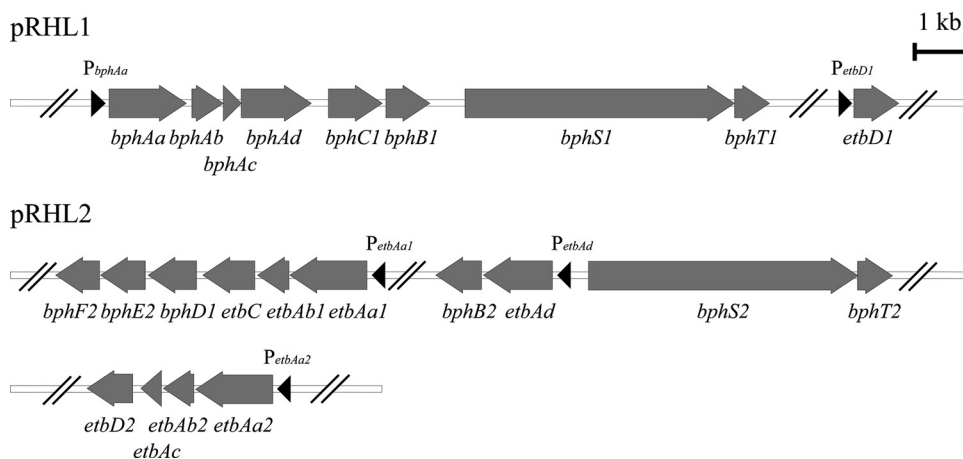 pRHL1
1 kb
PbphAa
PetbD1
bphAa bphAb bphAd bphC1 bphB1 bphS1 bphT1 etbD1
bphAc
pRHL2
PetbAa1
PetbAd
bphF2 bphE2 bphD1 etbC etbAb1 etbAa1 bphB2 etbAd bphS2 bphT2
PetbAa2
etbD2 etbAb2 etbAa2
etbAc